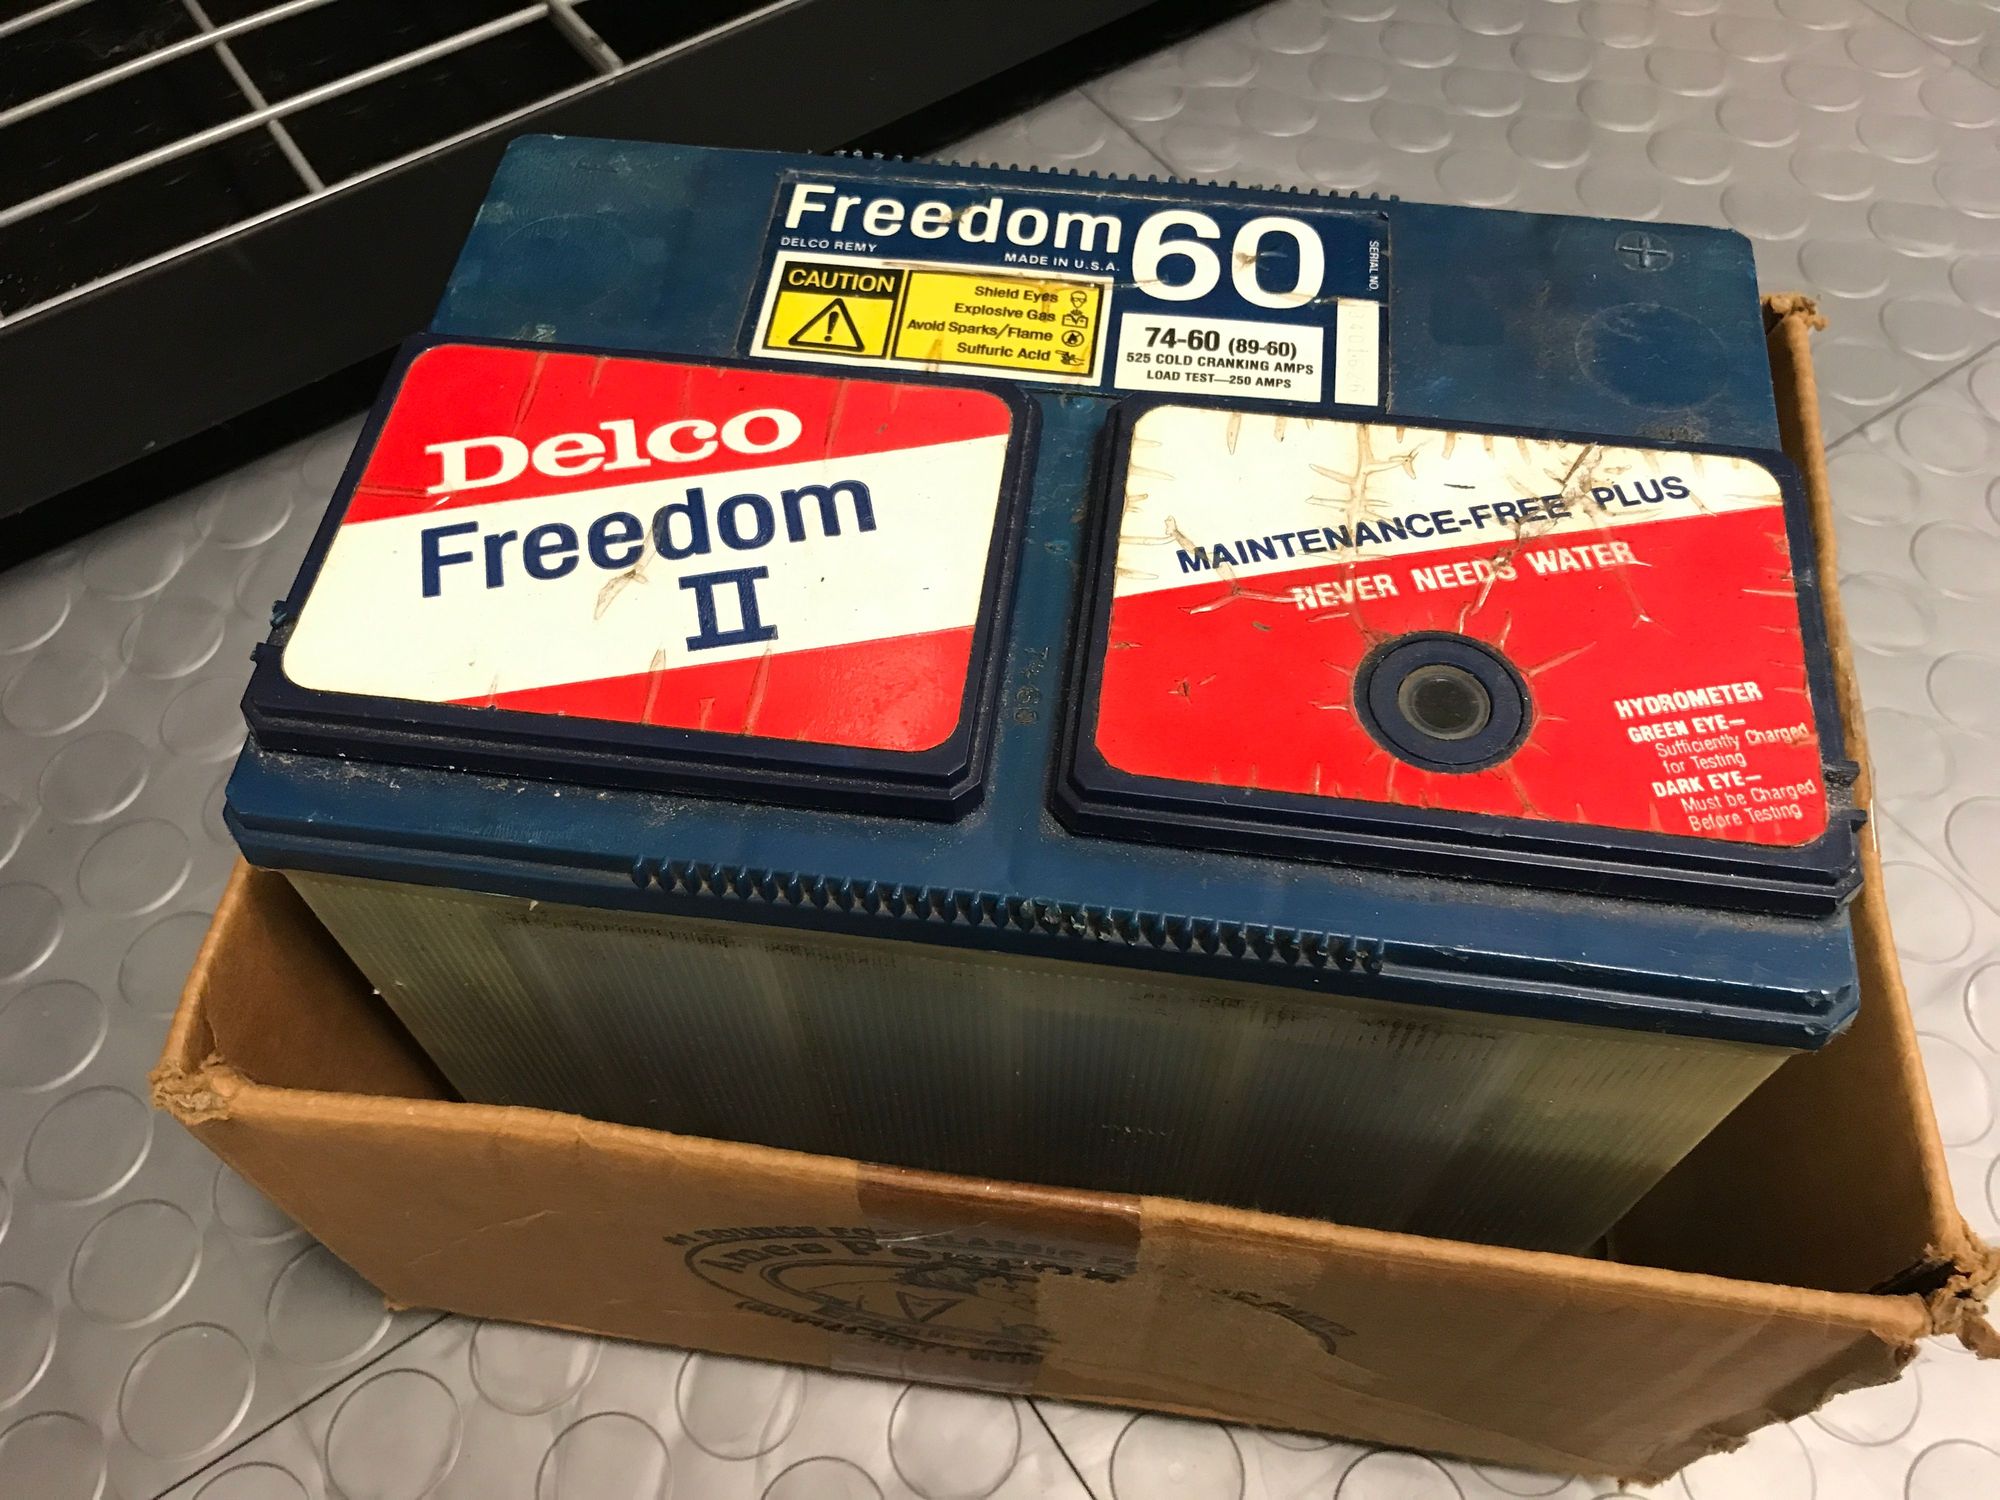 Freedom 60
DELCO REMY
MADE IN U.S.A.
SERIAL NO.
CAUTION
Shield Eyes
Explosive Gas
Avoid Sparks/Flame
Sulfuric Acid
74-60 (89-60)
525 COLD CRANKING AMPS
LOAD TEST—250 AMPS
Delco
Freedom
II
MAINTENANCE-FREE PLUS
NEVER NEEDS WATER
HYDROMETER
GREEN EYE—
Sufficiently Charged
for Testing
DARK EYE—
Must be Charged
Before Testing